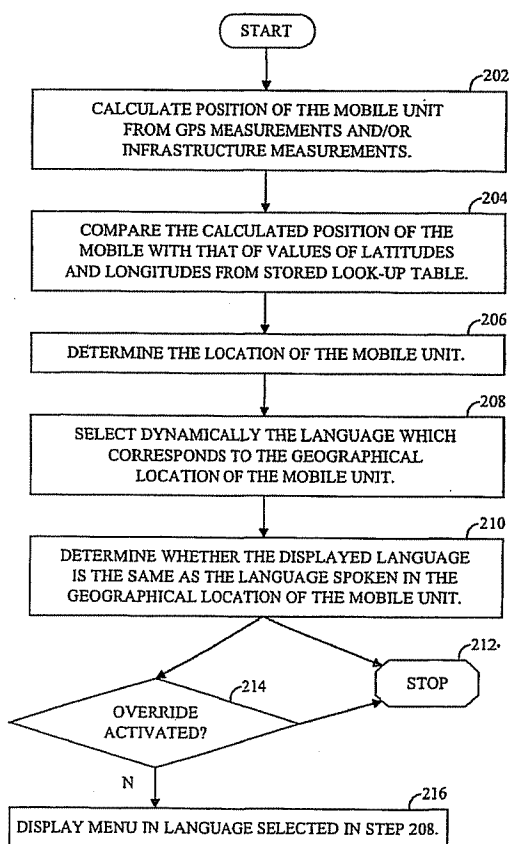 START
202
CALCULATE POSITION OF THE MOBILE UNIT
FROM GPS MEASUREMENTS AND/OR
INFRASTRUCTURE MEASUREMENTS.
204
COMPARE THE CALCULATED POSITION OF THE
MOBILE WITH THAT OF VALUES OF LATITUDES
AND LONGITUDES FROM STORED LOOK-UP TABLE.
206
DETERMINE THE LOCATION OF THE MOBILE UNIT.
208
SELECT DYNAMICALLY THE LANGUAGE WHICH
CORRESPONDS TO THE GEOGRAPHICAL
LOCATION OF THE MOBILE UNIT.
210
DETERMINE WHETHER THE DISPLAYED LANGUAGE
IS THE SAME AS THE LANGUAGE SPOKEN IN THE
GEOGRAPHICAL LOCATION OF THE MOBILE UNIT.
212
STOP
214
OVERRIDE
ACTIVATED?
N
216
DISPLAY MENU IN LANGUAGE SELECTED IN STEP 208.